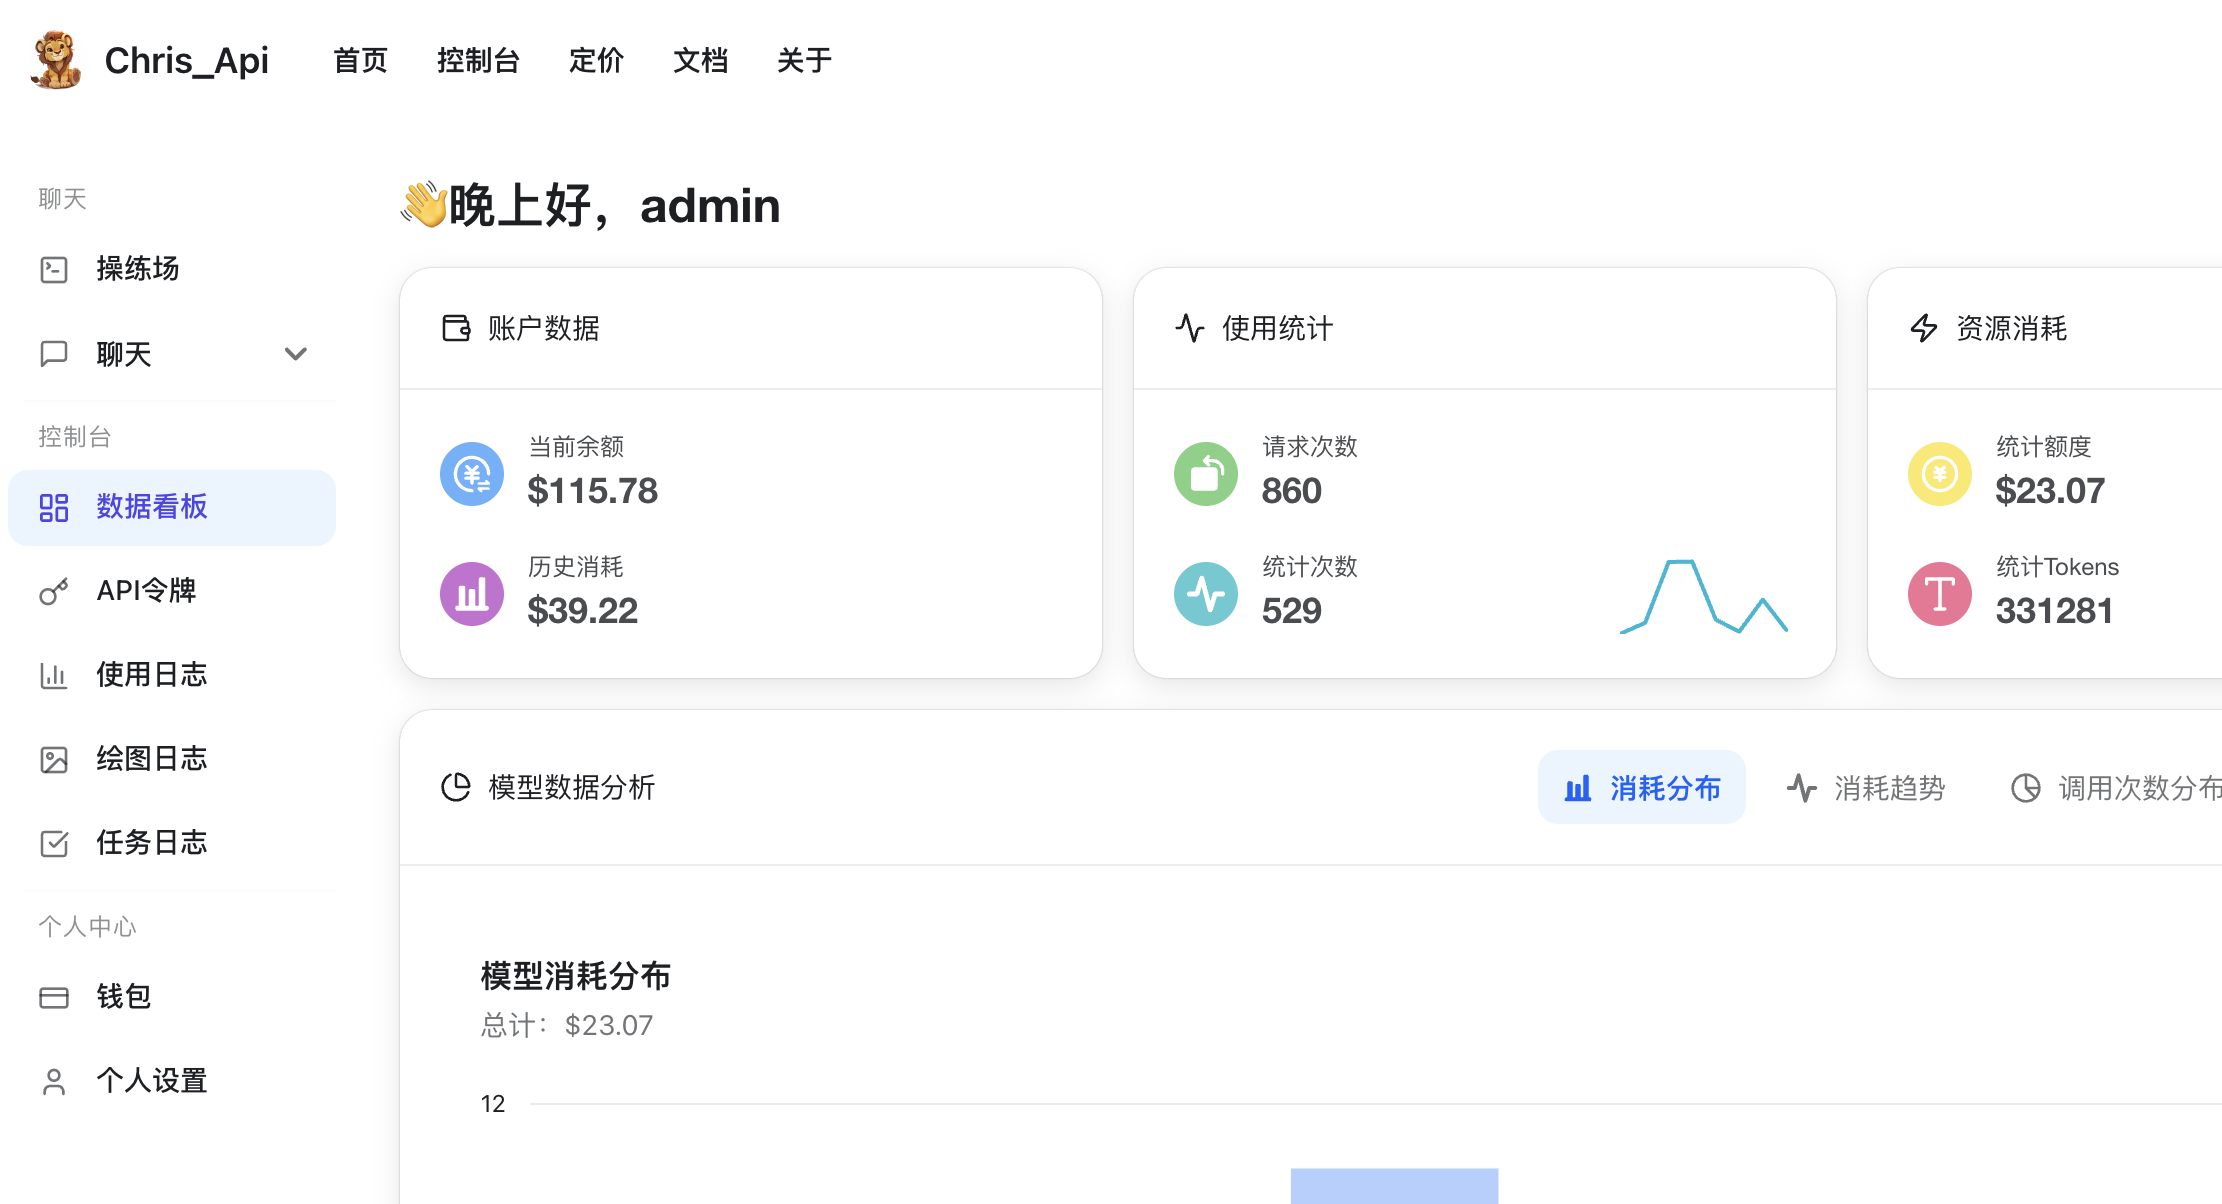 Chris_Api 首页 控制台 定价 文档 关于
聊天
操练场
聊天
控制台
数据看板
API令牌
使用日志
绘图日志
任务日志
个人中心
钱包
个人设置
👋晚上好，admin
账户数据
当前余额
$115.78
历史消耗
$39.22
使用统计
请求次数
860
统计次数
529
资源消耗
统计额度
$23.07
统计Tokens
331281
模型数据分析
消耗分布 消耗趋势 调用次数分布
模型消耗分布
总计：$23.07
12